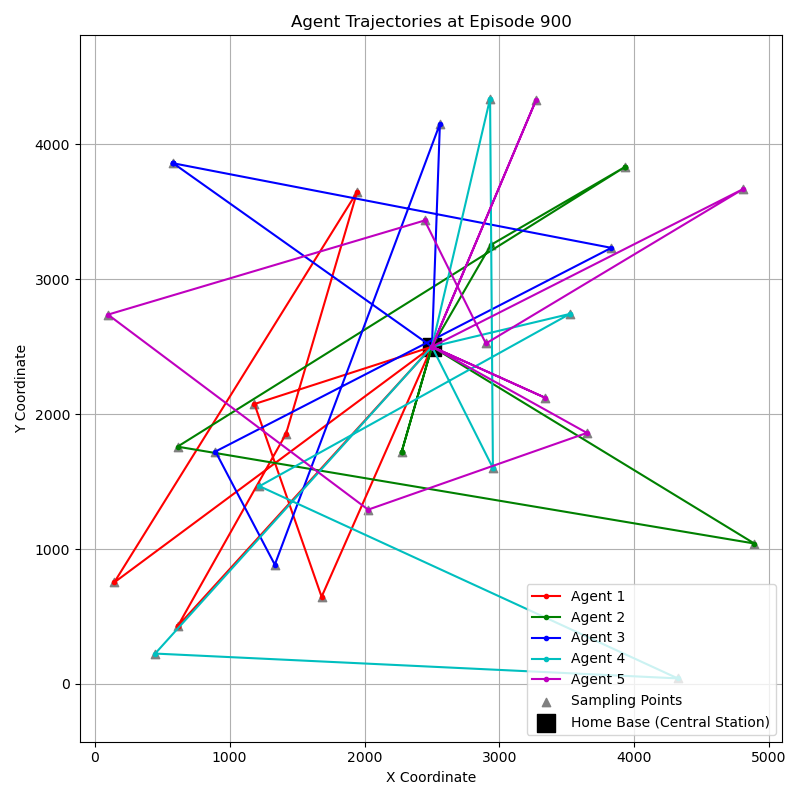 Agent Trajectories at Episode 900
Y Coordinate
4000
3000
2000
1000
0
0 1000 2000 3000 4000 5000
X Coordinate
Agent 1
Agent 2
Agent 3
Agent 4
Agent 5
Sampling Points
Home Base (Central Station)